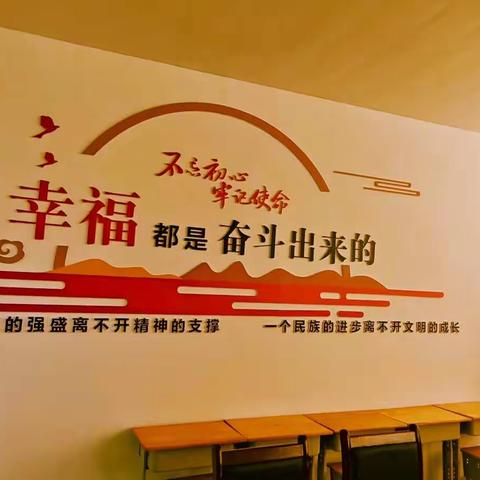 不忘初心
牢记使命
幸福都是奋斗出来的
的强盛离不开精神的支撑 一个民族的进步离不开文明的成长